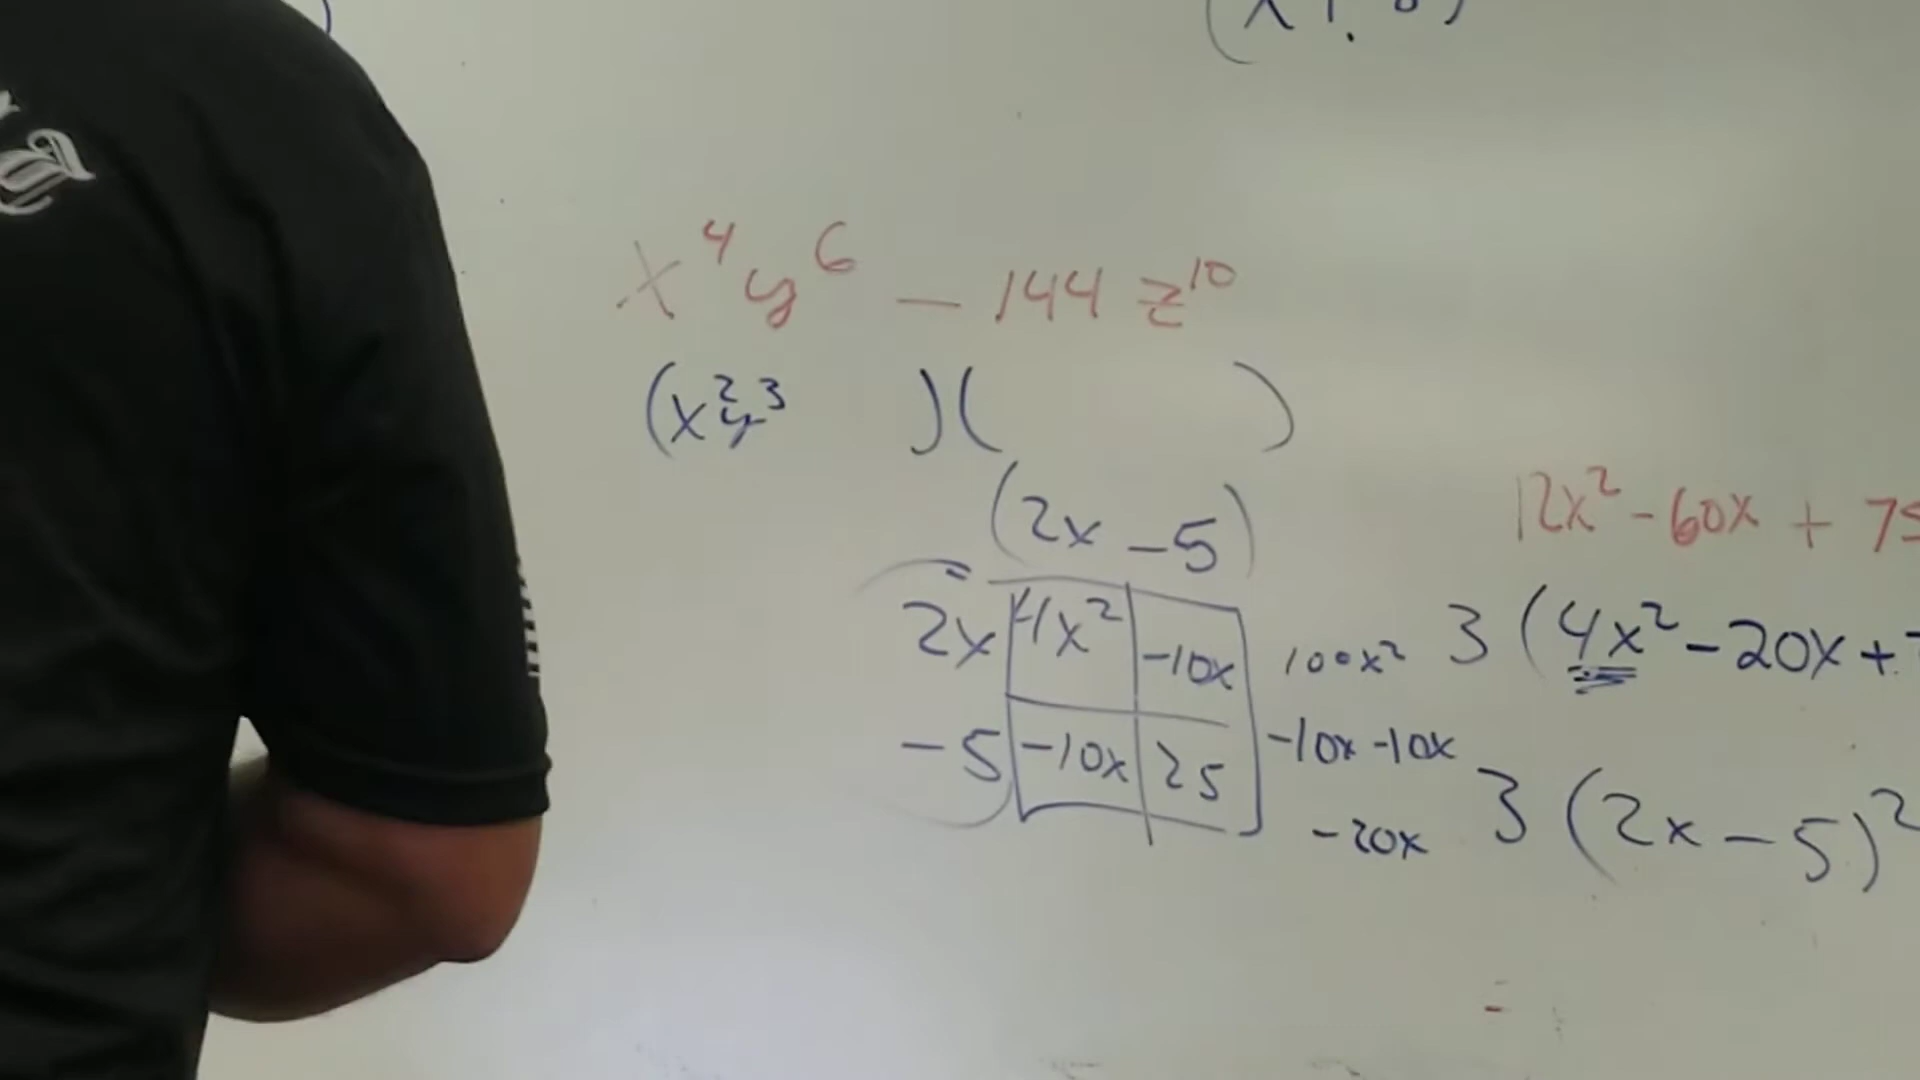 x⁴y⁶ - 144z¹⁰
(x²y³ )( )
(2x - 5)
2x 4x² -10x
-5 -10x 25
100x²
-10x -10x
-20x
12x² - 60x + 75
3(4x² - 20x +
3(2x - 5)²